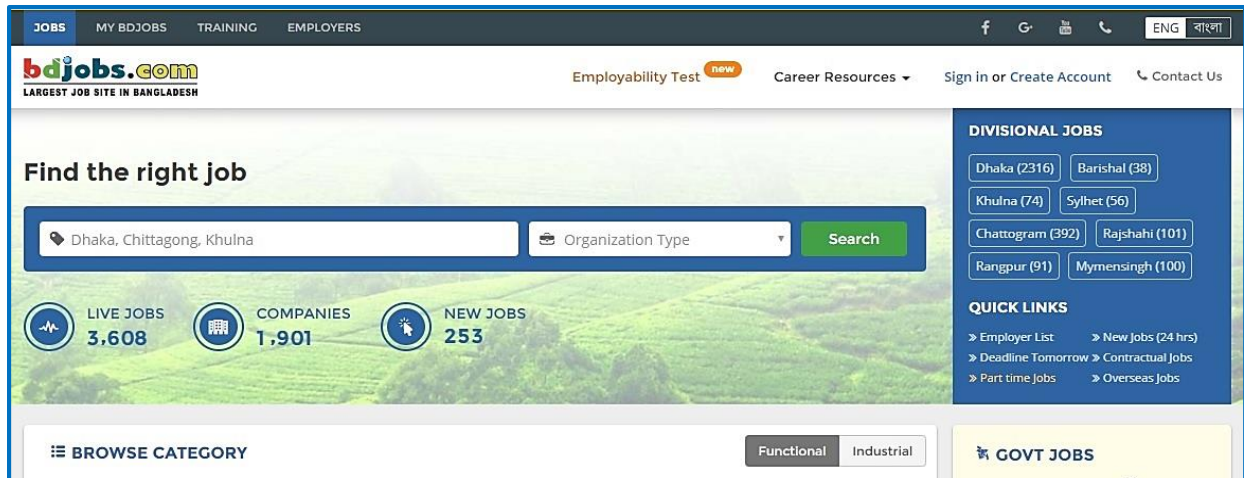 JOBS MY BDJOBS TRAINING EMPLOYERS ENG বাংলা
bdjobs.com
LARGEST JOB SITE IN BANGLADESH
Employability Test new Career Resources Sign in or Create Account Contact Us
Find the right job
Dhaka, Chittagong, Khulna Organization Type Search
LIVE JOBS
3,608
COMPANIES
1,901
NEW JOBS
253
DIVISIONAL JOBS
Dhaka (2316) Barishal (38)
Khulna (74) Sylhet (56)
Chattogram (392) Rajshahi (101)
Rangpur (91) Mymensingh (100)
QUICK LINKS
» Employer List » New Jobs (24 hrs)
» Deadline Tomorrow » Contractual Jobs
» Part time Jobs » Overseas Jobs
BROWSE CATEGORY Functional Industrial
GOVT JOBS